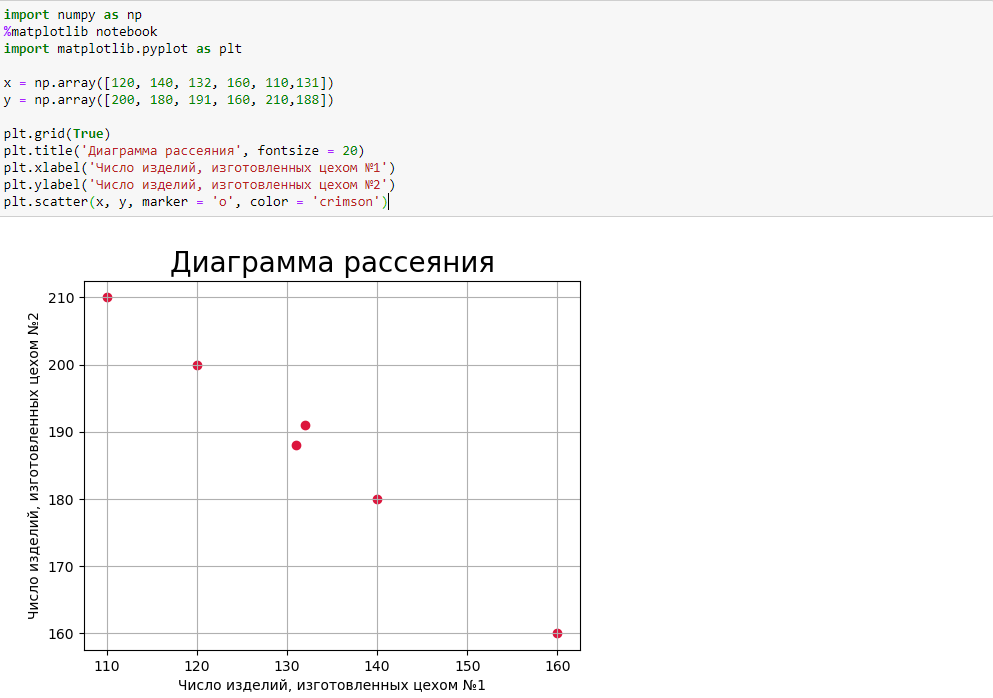 import numpy as np
%matplotlib notebook
import matplotlib.pyplot as plt
x = np.array([120, 140, 132, 160, 110,131])
y = np.array([200, 180, 191, 160, 210,188])
plt.grid(True)
plt.title('Диаграмма рассеяния', fontsize = 20)
plt.xlabel('Число изделий, изготовленных цехом №1')
plt.ylabel('Число изделий, изготовленных цехом №2')
plt.scatter(x, y, marker = 'o', color = 'crimson')
Диаграмма рассеяния
Число изделий, изготовленных цехом №2
210
200
190
180
170
160
110 120 130 140 150 160
Число изделий, изготовленных цехом №1